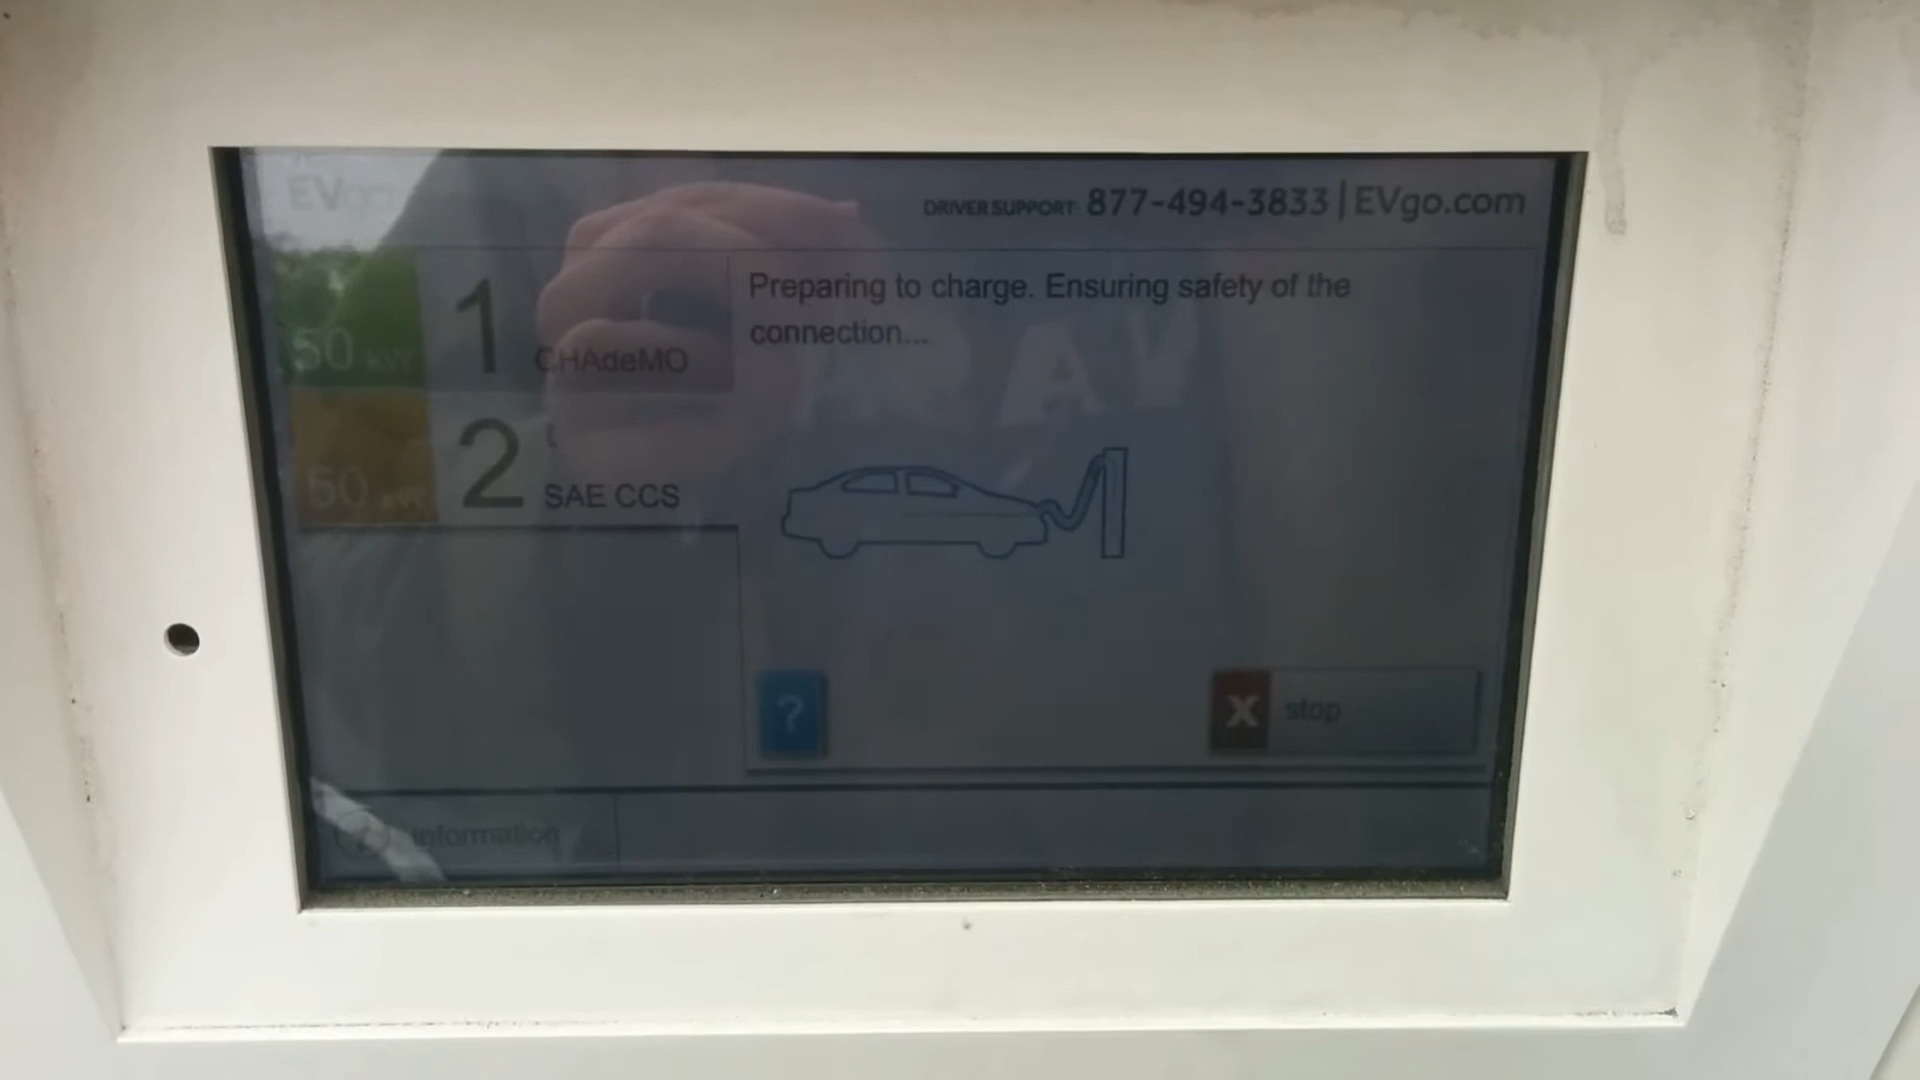 EVgo
DRIVER SUPPORT: 877-494-3833 | EVgo.com
50 kW
1
CHAdeMO
50 kW
2
SAE CCS
Preparing to charge. Ensuring safety of the
connection...
?
X stop
Information